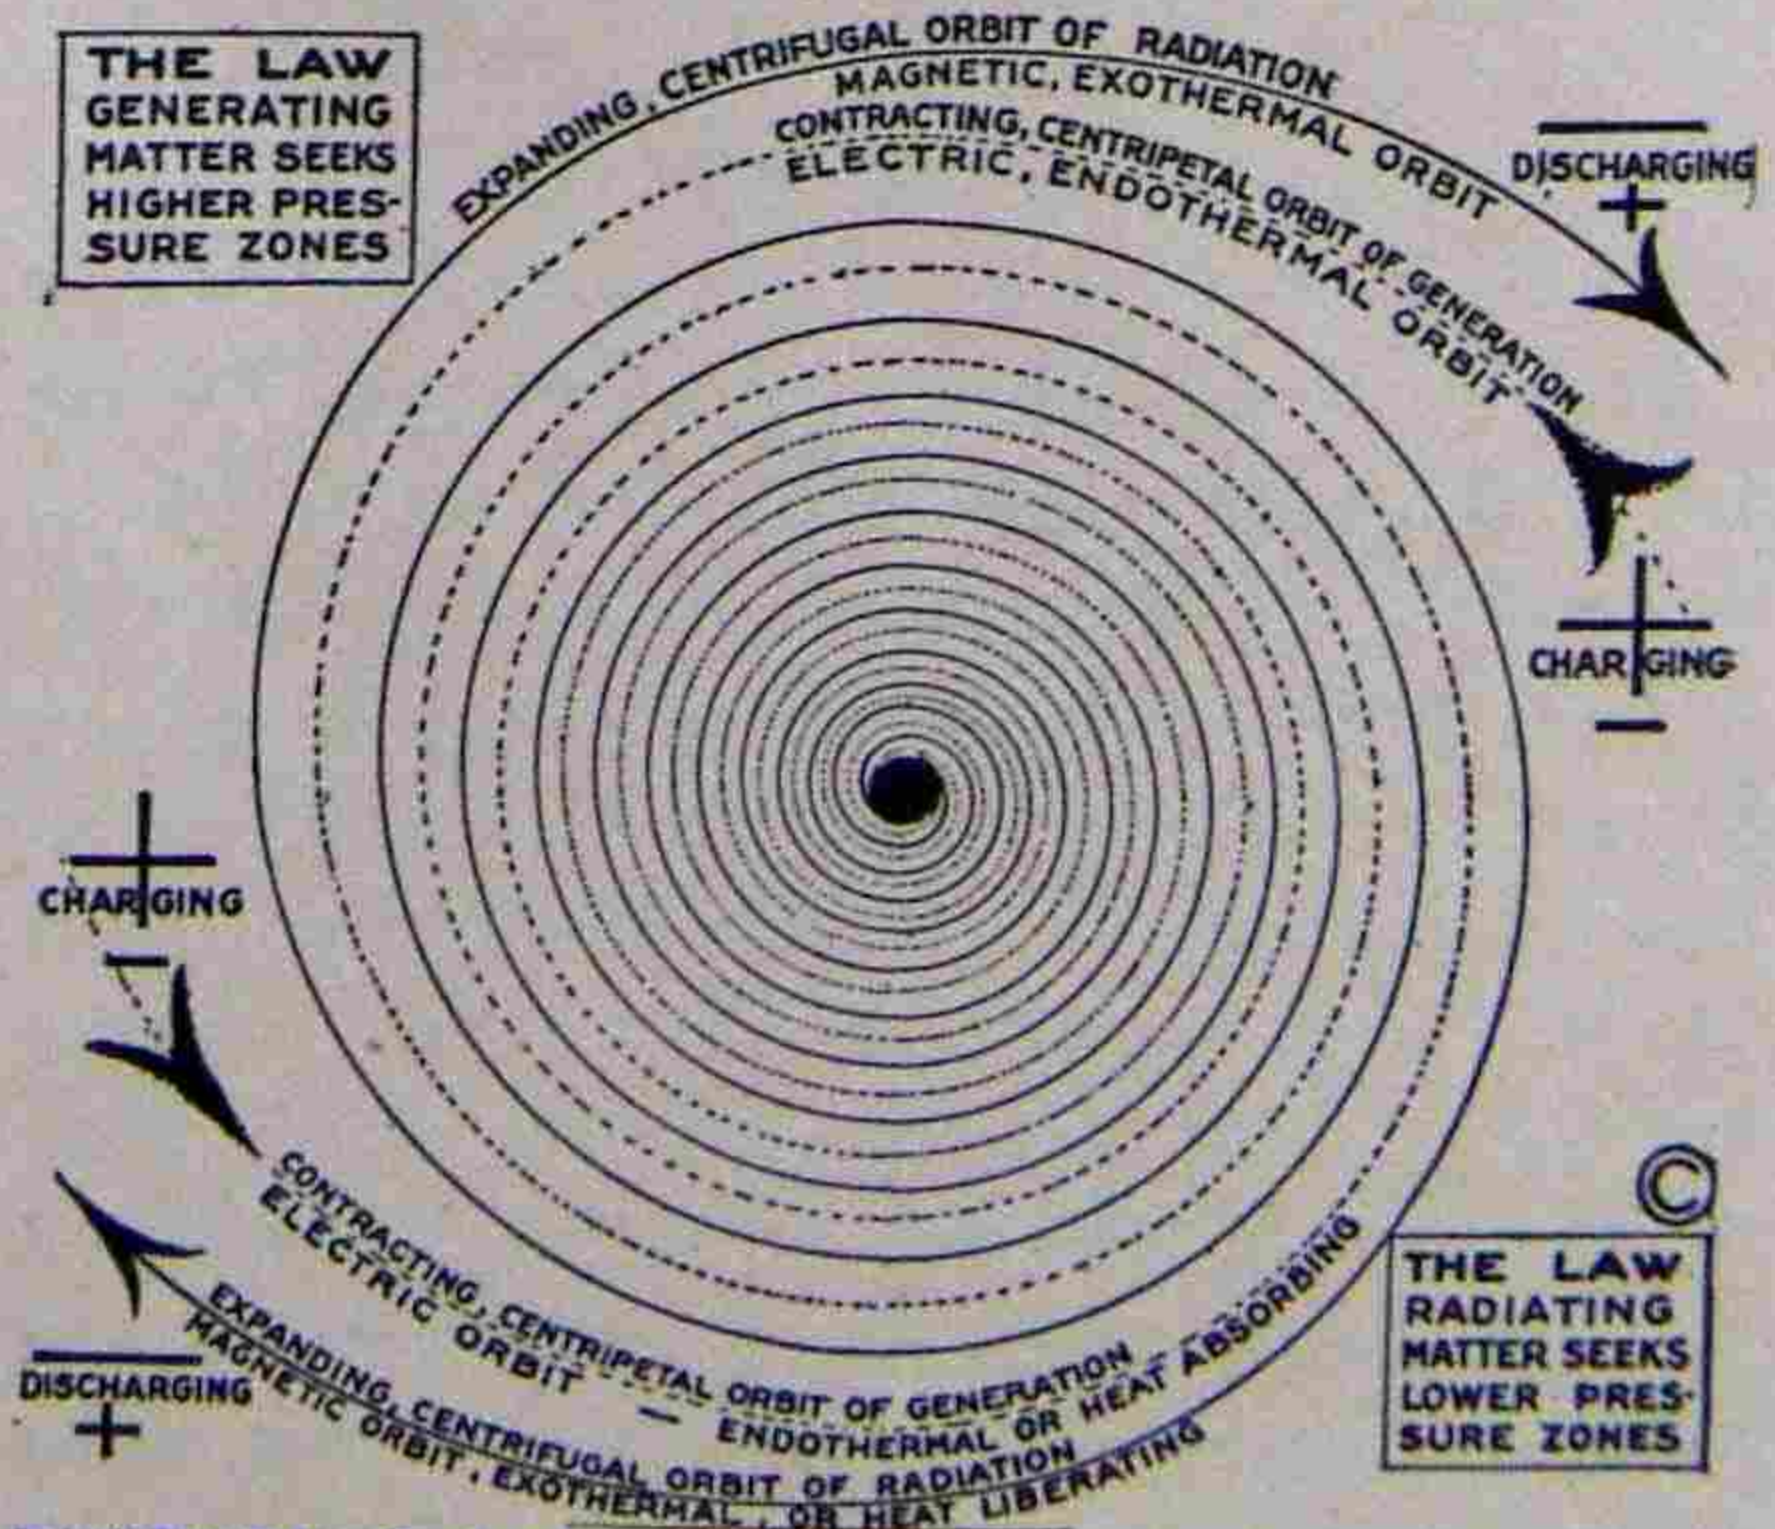 THE LAW
GENERATING
MATTER SEEKS
HIGHER PRES-
SURE ZONES
EXPANDING, CENTRIFUGAL ORBIT OF RADIATION
MAGNETIC, EXOTHERMAL ORBIT
CONTRACTING, CENTRIPETAL ORBIT OF GENERATION
ELECTRIC, ENDOTHERMAL ORBIT
—
DISCHARGING
+
+
CHARGING
—
+
CHARGING
—
CONTRACTING, CENTRIPETAL ORBIT OF GENERATION
ELECTRIC ORBIT — ENDOTHERMAL OR HEAT ABSORBING
EXPANDING, CENTRIFUGAL ORBIT OF RADIATION
MAGNETIC ORBIT, EXOTHERMAL, OR HEAT LIBERATING
—
DISCHARGING
+
©
THE LAW
RADIATING
MATTER SEEKS
LOWER PRES-
SURE ZONES